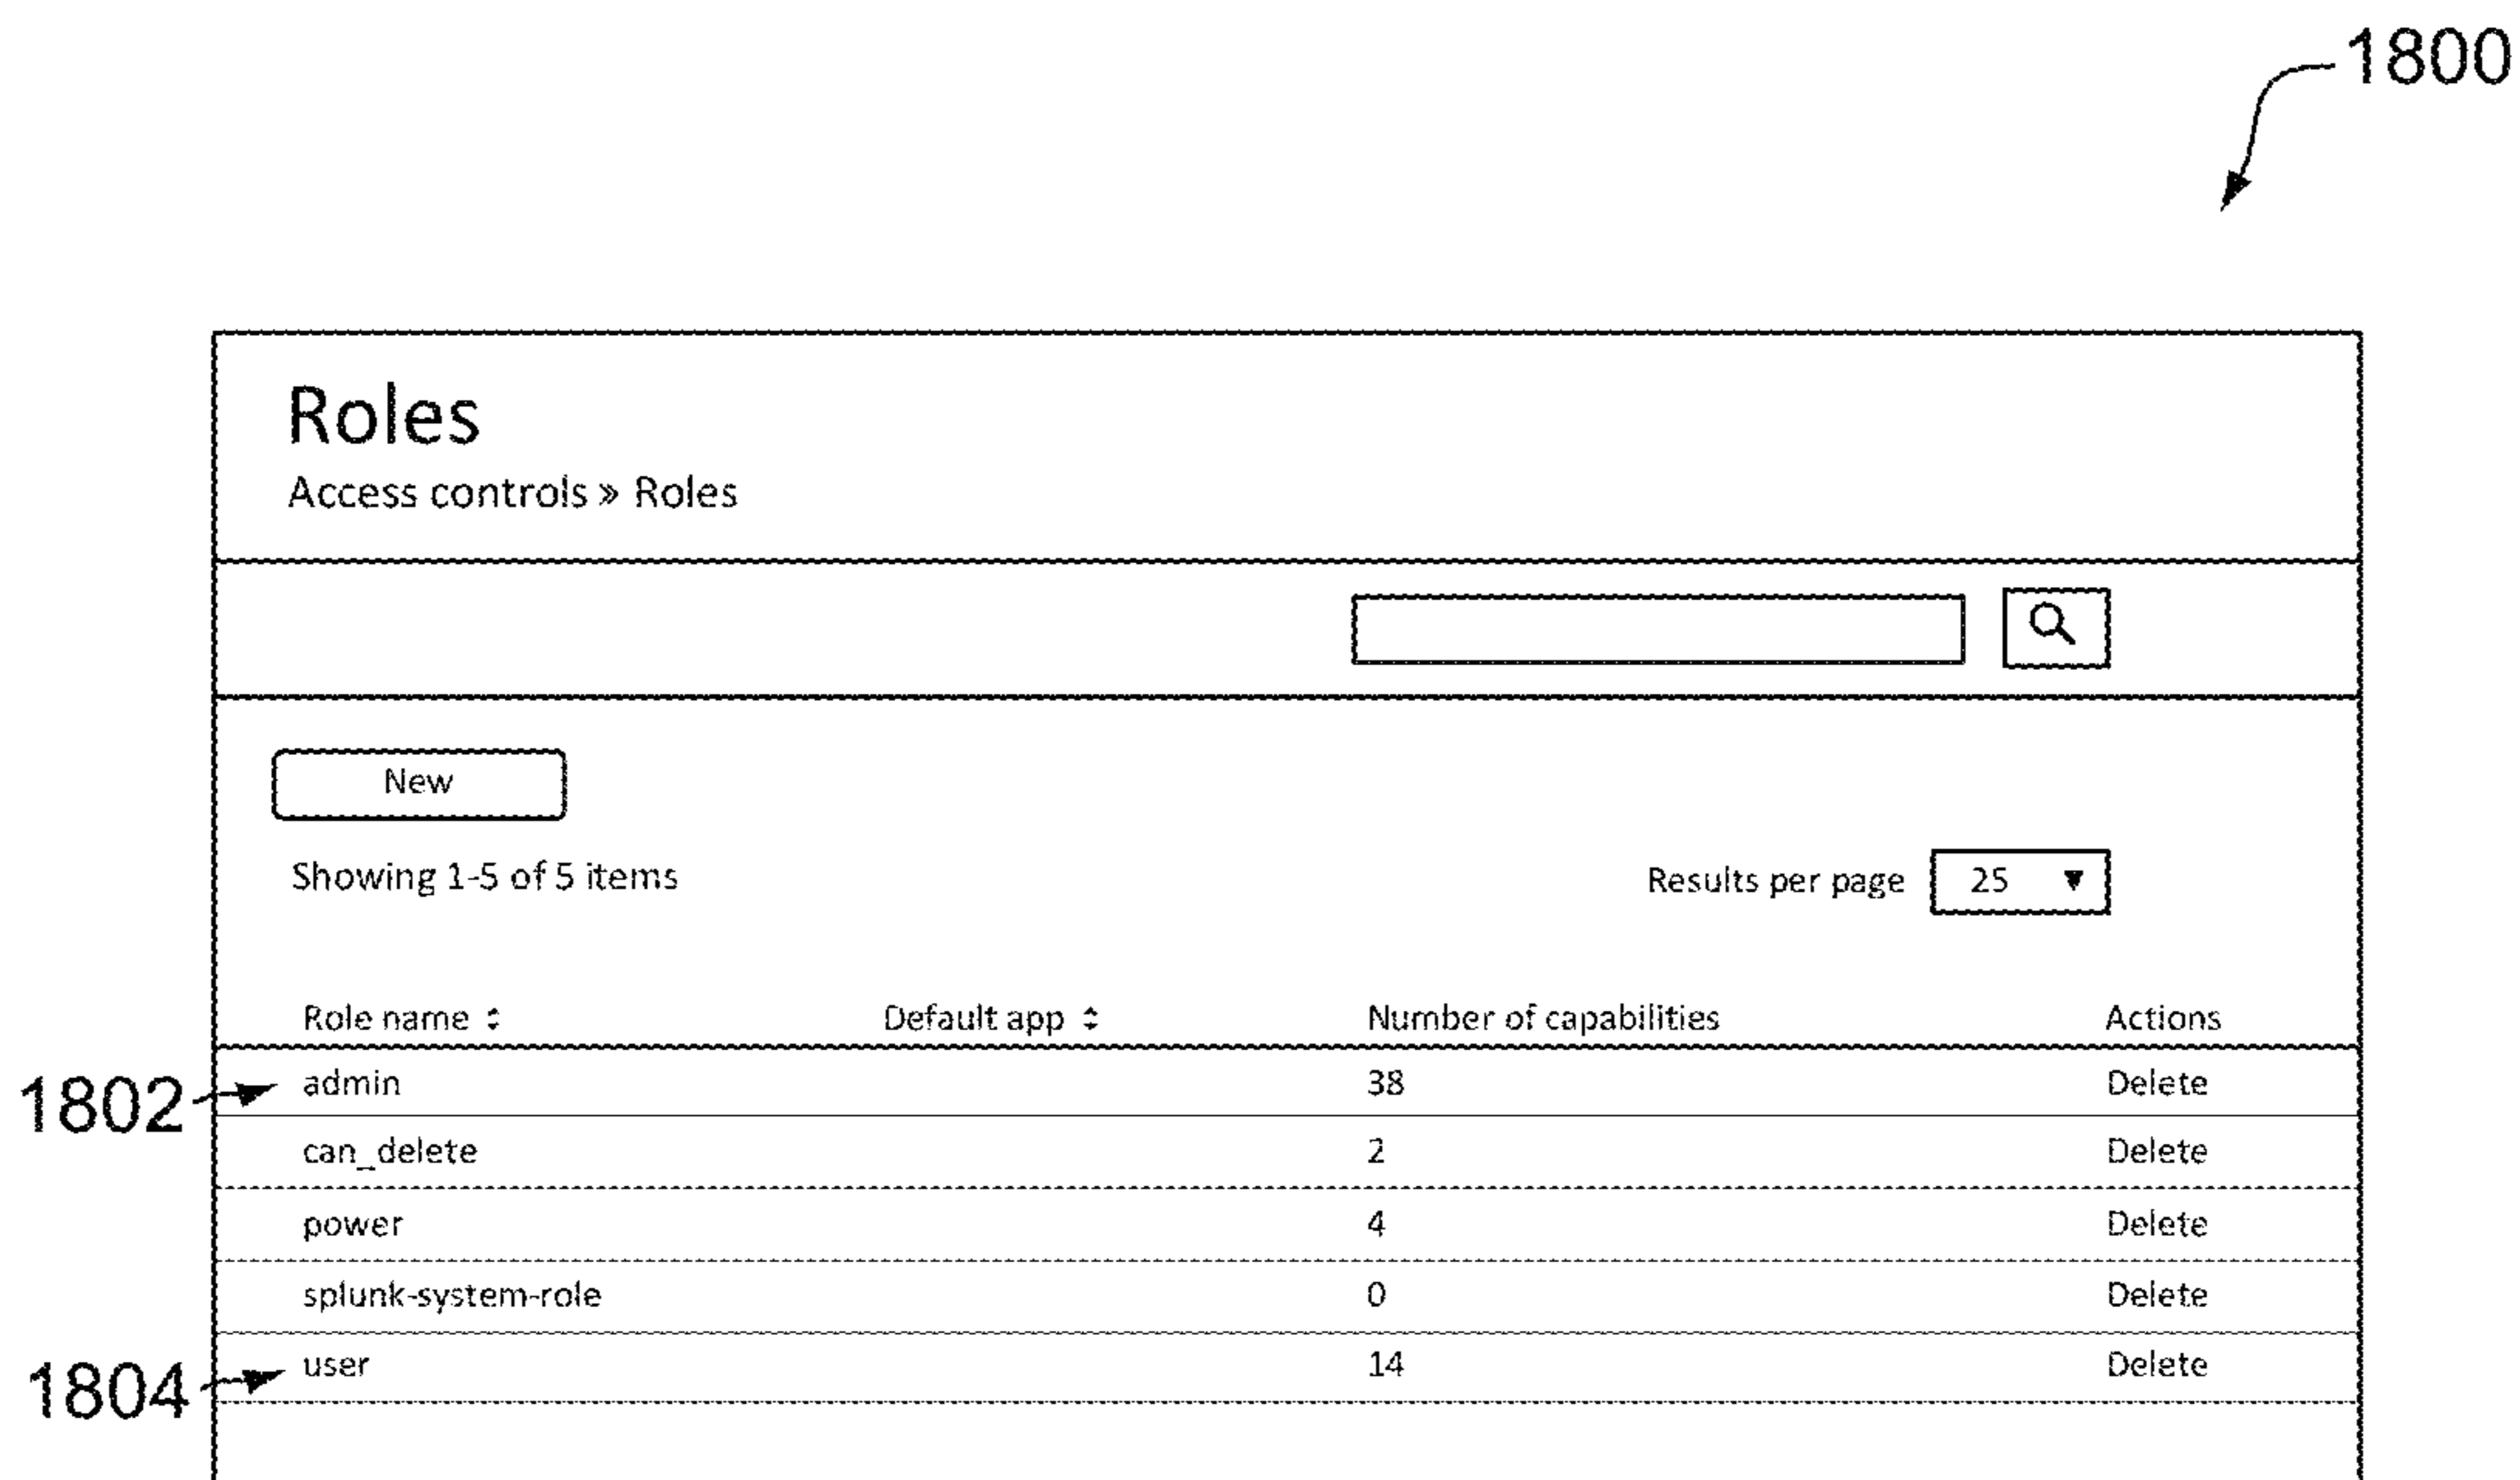 1800
Roles
Access controls » Roles
New
Showing 1-5 of 5 items Results per page 25
Role name Default app Number of capabilities Actions
1802 admin 38 Delete
can_delete 2 Delete
power 4 Delete
splunk-system-role 0 Delete
1804 user 14 Delete